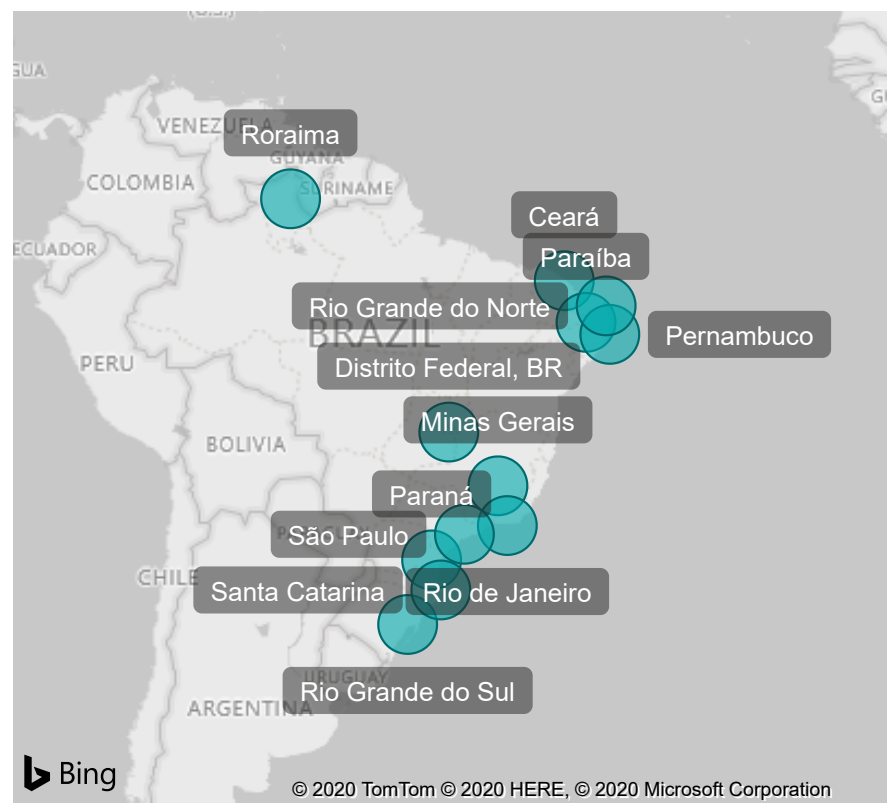 (U.S.)
GUA
VENEZUELA
Roraima
GUYANA
COLOMBIA
SURINAME
ECUADOR
Ceará
Paraíba
Rio Grande do Norte
BRAZIL
Pernambuco
PERU
Distrito Federal, BR
Minas Gerais
BOLIVIA
Paraná
São Paulo
CHILE
Santa Catarina
Rio de Janeiro
URUGUAY
Rio Grande do Sul
ARGENTINA
Bing
© 2020 TomTom © 2020 HERE, © 2020 Microsoft Corporation